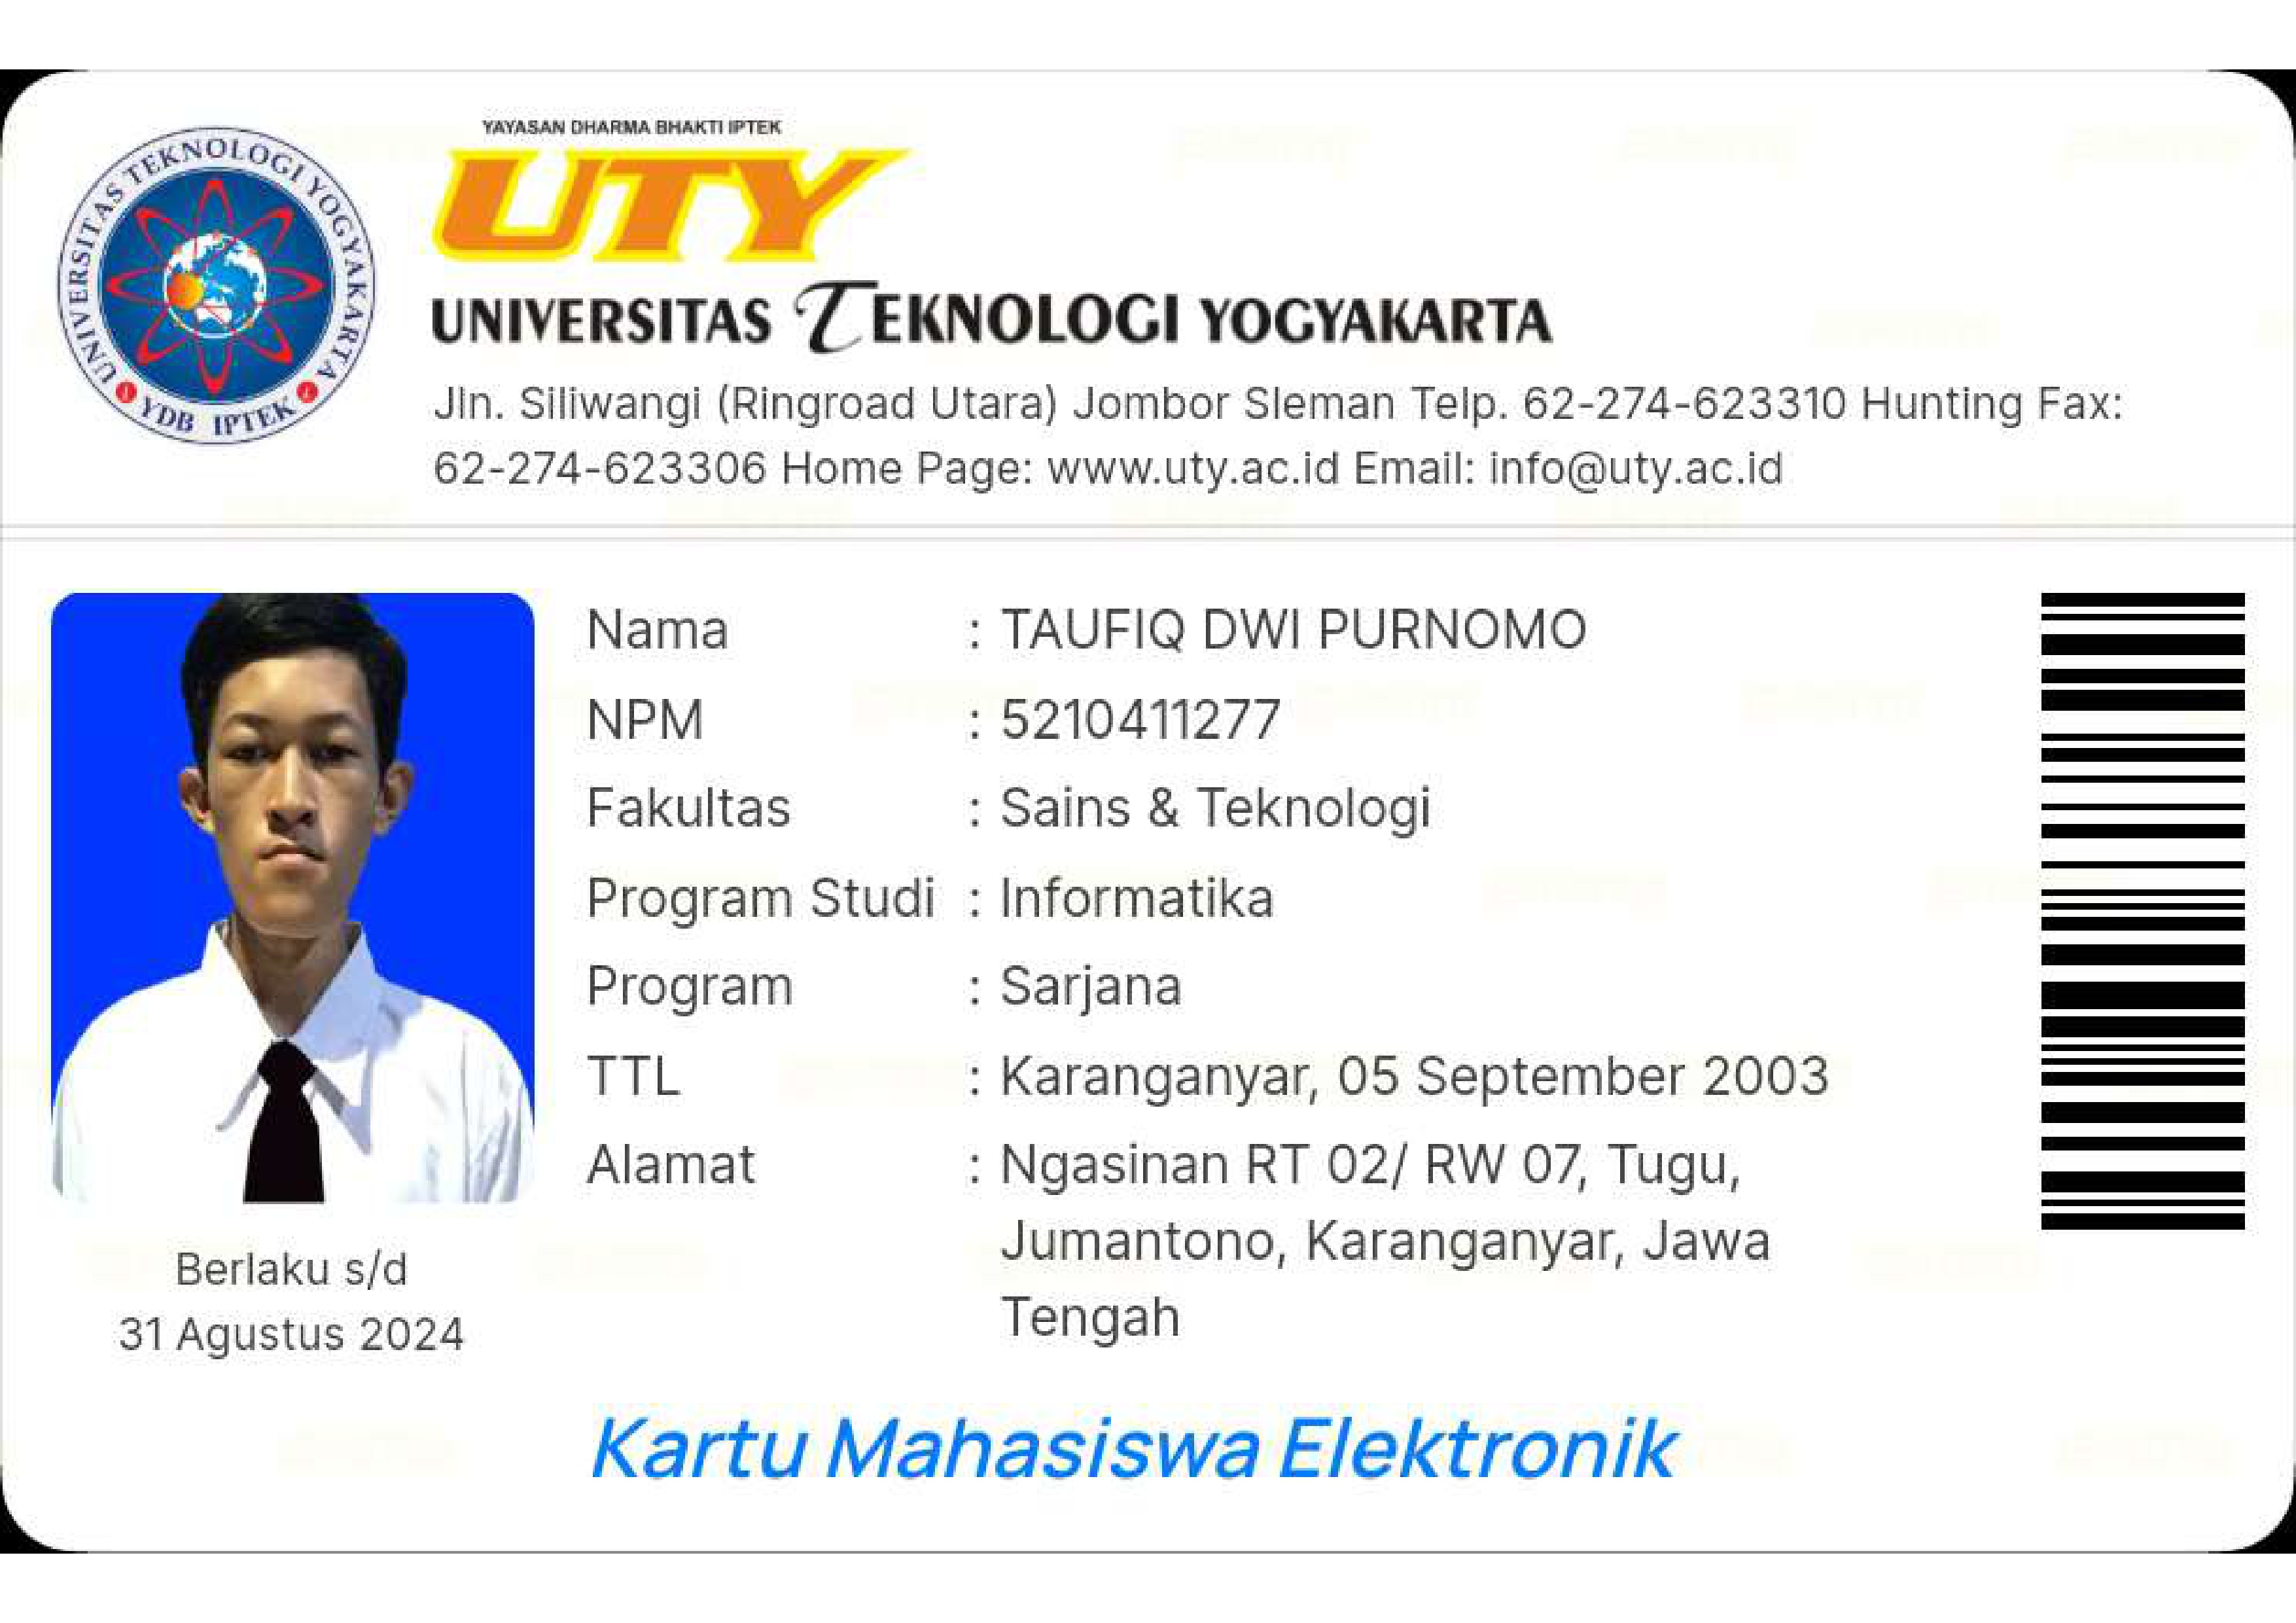 UNIVERSITAS TEKNOLOGI YOGYAKARTA
YDB IPTEK
YAYASAN DHARMA BHAKTI IPTEK
UTY
UNIVERSITAS TEKNOLOGI YOGYAKARTA
Jln. Siliwangi (Ringroad Utara) Jombor Sleman Telp. 62-274-623310 Hunting Fax:
62-274-623306 Home Page: www.uty.ac.id Email: info@uty.ac.id
Nama : TAUFIQ DWI PURNOMO
NPM : 5210411277
Fakultas : Sains & Teknologi
Program Studi : Informatika
Program : Sarjana
TTL : Karanganyar, 05 September 2003
Alamat : Ngasinan RT 02/ RW 07, Tugu,
Jumantono, Karanganyar, Jawa
Tengah
Berlaku s/d
31 Agustus 2024
Kartu Mahasiswa Elektronik